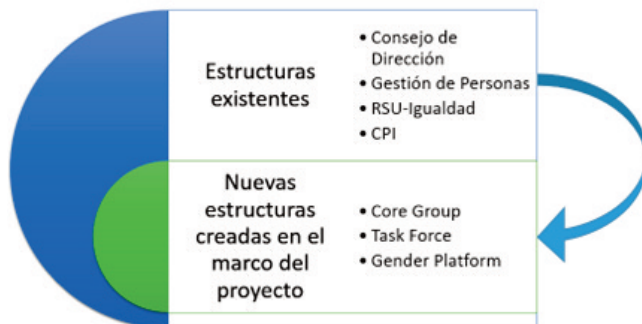 Estructuras
existentes
• Consejo de
Dirección
• Gestión de Personas
• RSU-Igualdad
• CPI
Nuevas
estructuras
creadas en el
marco del
proyecto
• Core Group
• Task Force
• Gender Platform